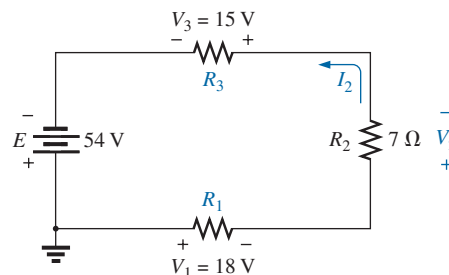 V3 = 15 V
− +
R3
I2
−
E 54 V
+
R2 7 Ω
−
V
+
R1
+ −
V1 = 18 V